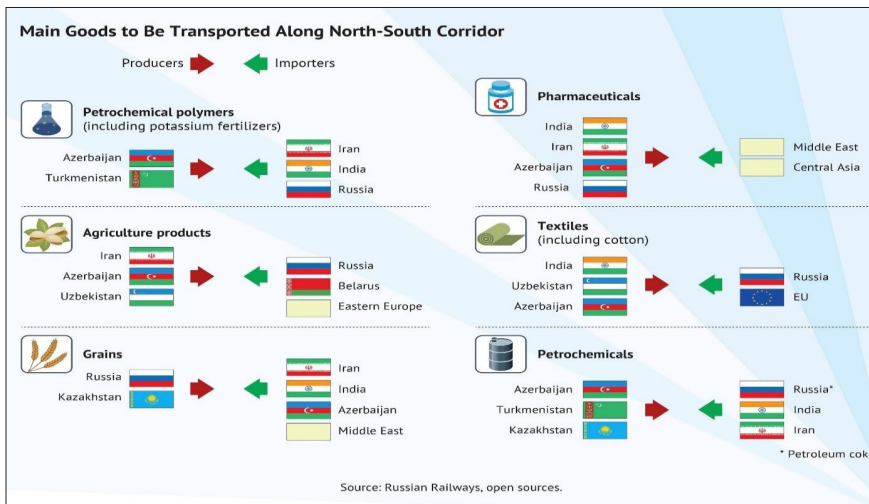 Main Goods to Be Transported Along North-South Corridor
Producers
Importers
Petrochemical polymers
(including potassium fertilizers)
Azerbaijan
Turkmenistan
Iran
India
Russia
Agriculture products
Iran
Azerbaijan
Uzbekistan
Russia
Belarus
Eastern Europe
Grains
Russia
Kazakhstan
Iran
India
Azerbaijan
Middle East
Pharmaceuticals
India
Iran
Azerbaijan
Russia
Middle East
Central Asia
Textiles
(including cotton)
India
Uzbekistan
Azerbaijan
Russia
EU
Petrochemicals
Azerbaijan
Turkmenistan
Kazakhstan
Russia*
India
Iran
* Petroleum cok
Source: Russian Railways, open sources.